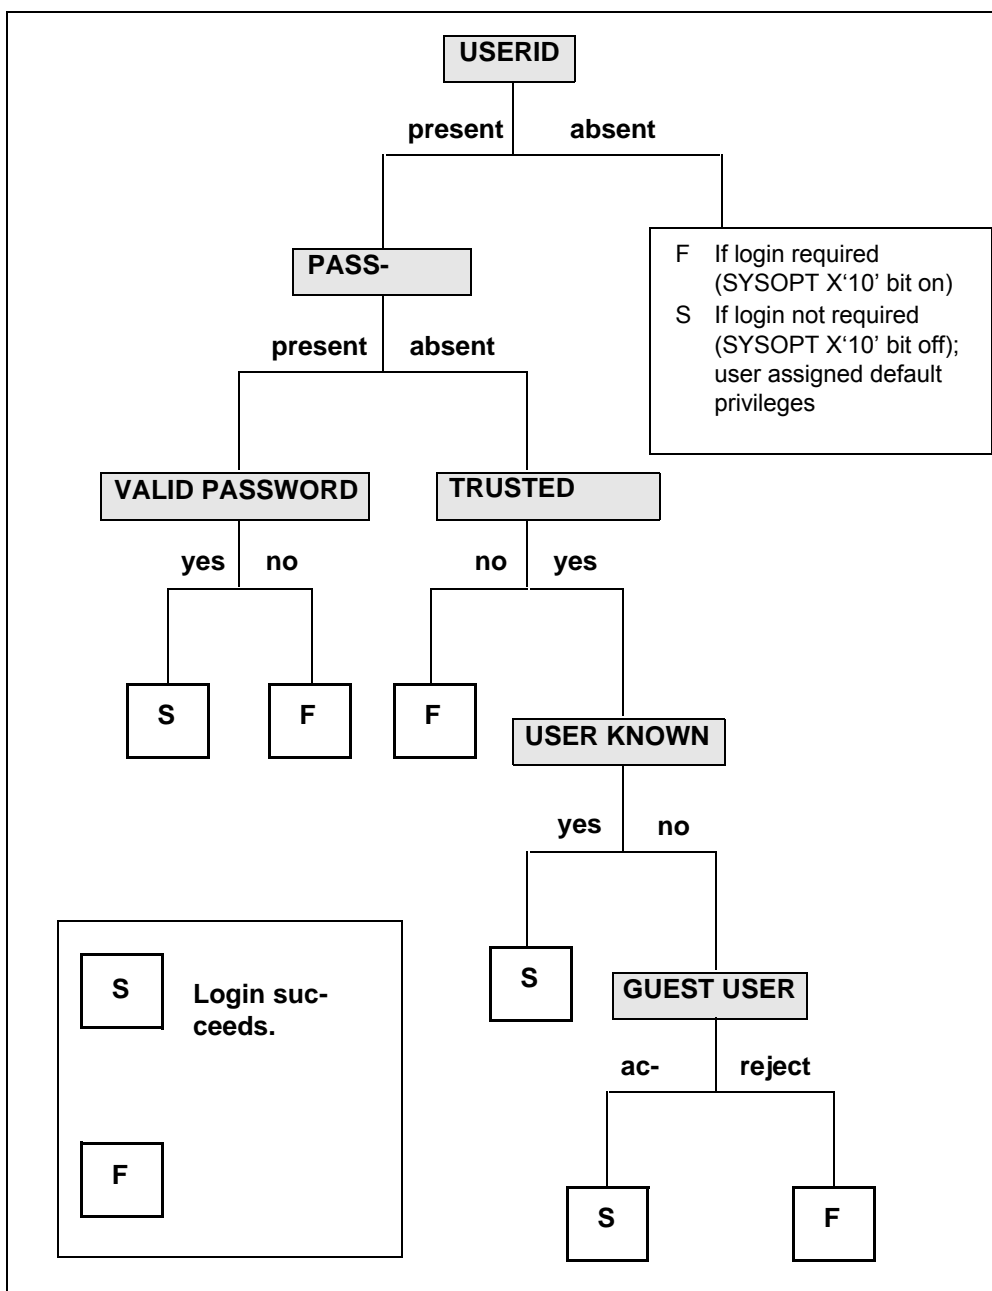 USERID
present absent
F If login required
(SYSOPT X‘10’ bit on)
S If login not required
(SYSOPT X‘10’ bit off);
user assigned default
privileges
PASS-
present absent
VALID PASSWORD
TRUSTED
yes no
no yes
S
F
F
USER KNOWN
yes no
S
GUEST USER
ac- reject
S
F
S
Login suc-
ceeds.
F